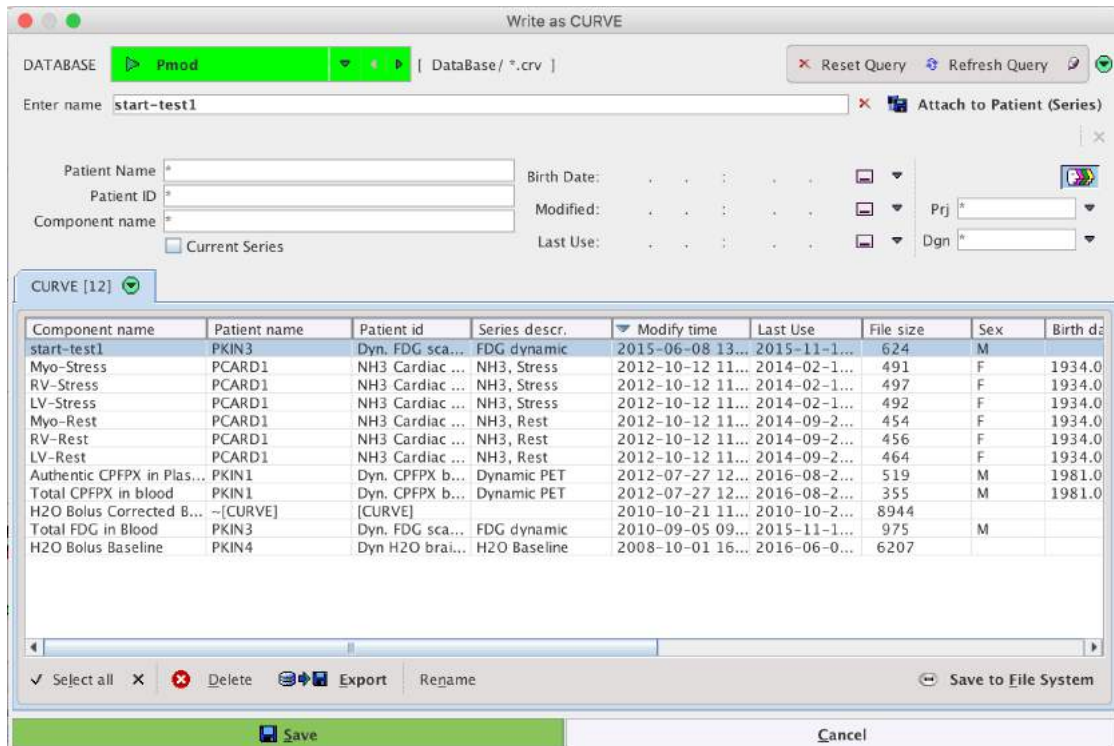 Write as CURVE
DATABASE Pmod [ DataBase/ *.crv ] Reset Query Refresh Query
Enter name start-test1 Attach to Patient (Series)
Patient Name * Birth Date: . . : . .
Patient ID *
Modified: . . : . . Prj *
Component name *
Current Series Last Use: . . : . . Dgn *
CURVE [12]
Component name Patient name Patient id Series descr. Modify time Last Use File size Sex Birth da
start-test1 PKIN3 Dyn. FDG sca... FDG dynamic 2015-06-08 13... 2015-11-1... 624 M
Myo-Stress PCARD1 NH3 Cardiac ... NH3, Stress 2012-10-12 11... 2014-02-1... 491 F 1934.0
RV-Stress PCARD1 NH3 Cardiac ... NH3, Stress 2012-10-12 11... 2014-02-1... 497 F 1934.0
LV-Stress PCARD1 NH3 Cardiac ... NH3, Stress 2012-10-12 11... 2014-02-1... 492 F 1934.0
Myo-Rest PCARD1 NH3 Cardiac ... NH3, Rest 2012-10-12 11... 2014-09-2... 454 F 1934.0
RV-Rest PCARD1 NH3 Cardiac ... NH3, Rest 2012-10-12 11... 2014-09-2... 456 F 1934.0
LV-Rest PCARD1 NH3 Cardiac ... NH3, Rest 2012-10-12 11... 2014-09-2... 464 F 1934.0
Authentic CPFPX in Plas... PKIN1 Dyn. CPFPX b... Dynamic PET 2012-07-27 12... 2016-08-2... 519 M 1981.0
Total CPFPX in blood PKIN1 Dyn. CPFPX b... Dynamic PET 2012-07-27 12... 2016-08-2... 355 M 1981.0
H2O Bolus Corrected B... ~[CURVE] [CURVE] 2010-10-21 11... 2010-10-2... 8944
Total FDG in Blood PKIN3 Dyn. FDG sca... FDG dynamic 2010-09-05 09... 2015-11-1... 975 M
H2O Bolus Baseline PKIN4 Dyn H2O brai... H2O Baseline 2008-10-01 16... 2016-06-0... 6207
Select all Delete Export Rename Save to File System
Save Cancel